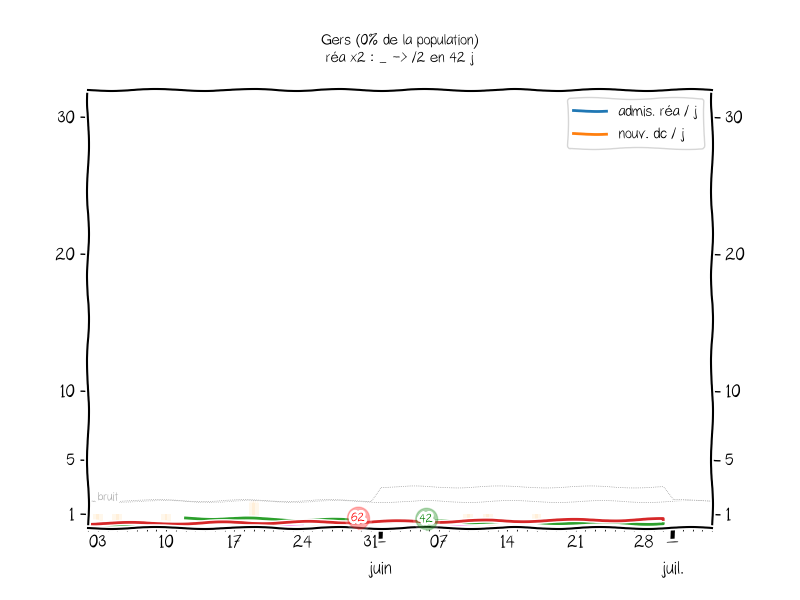 Gers (0% de la population)
réa x2 : _ -> /2 en 42 j
admis. réa / j
nouv. dc / j
30
30
20
20
10
10
5
5
bruit
1
1
62
42
03 10 17 24 31 07 14 21 28
juin juil.